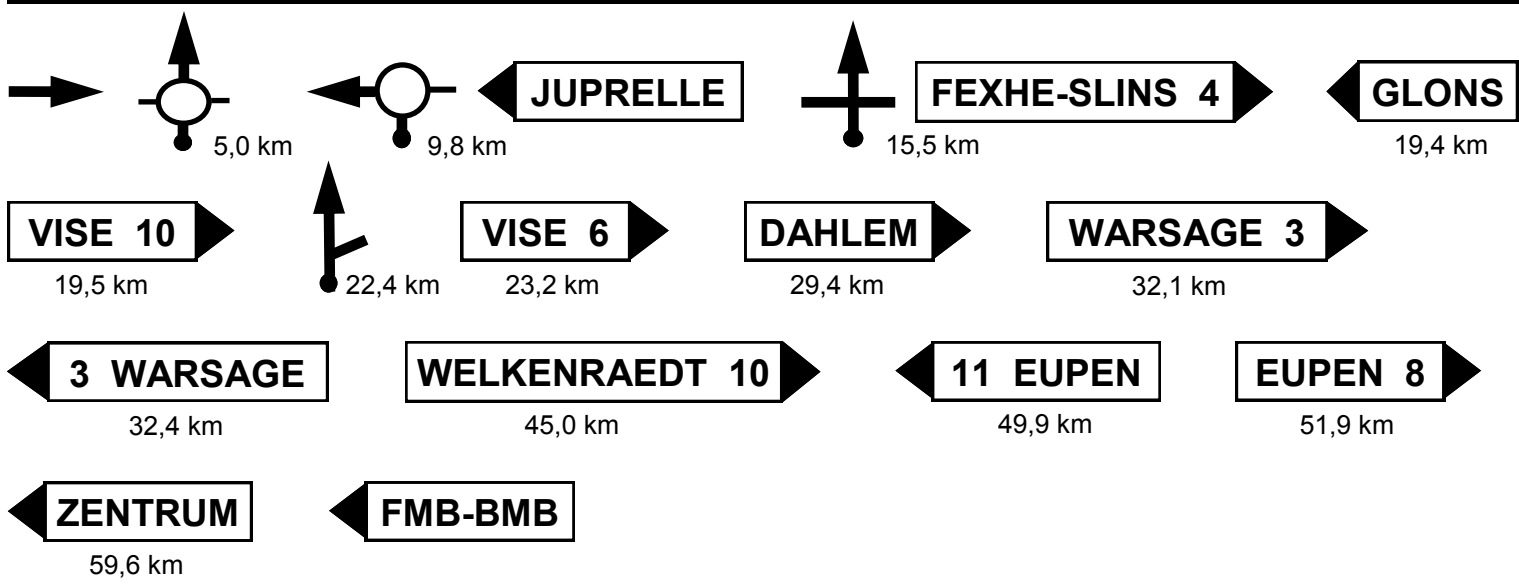 JUPRELLE FEXHE-SLINS 4 GLONS
5,0 km 9,8 km 15,5 km 19,4 km
VISE 10 VISE 6 DAHLEM WARSAGE 3
19,5 km 22,4 km 23,2 km 29,4 km 32,1 km
3 WARSAGE WELKENRAEDT 10 11 EUPEN EUPEN 8
32,4 km 45,0 km 49,9 km 51,9 km
ZENTRUM FMB-BMB
59,6 km